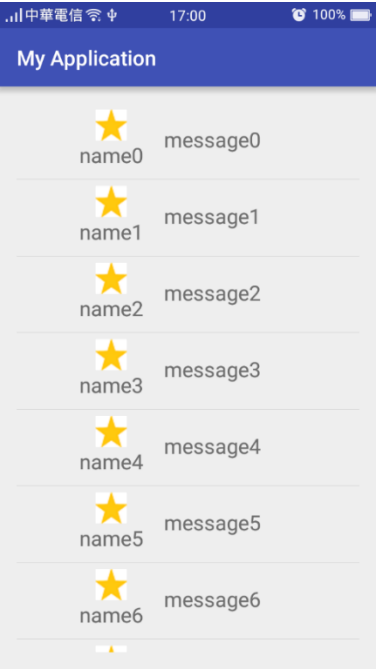 中華電信 17:00 100%
My Application
name0 message0
name1 message1
name2 message2
name3 message3
name4 message4
name5 message5
name6 message6